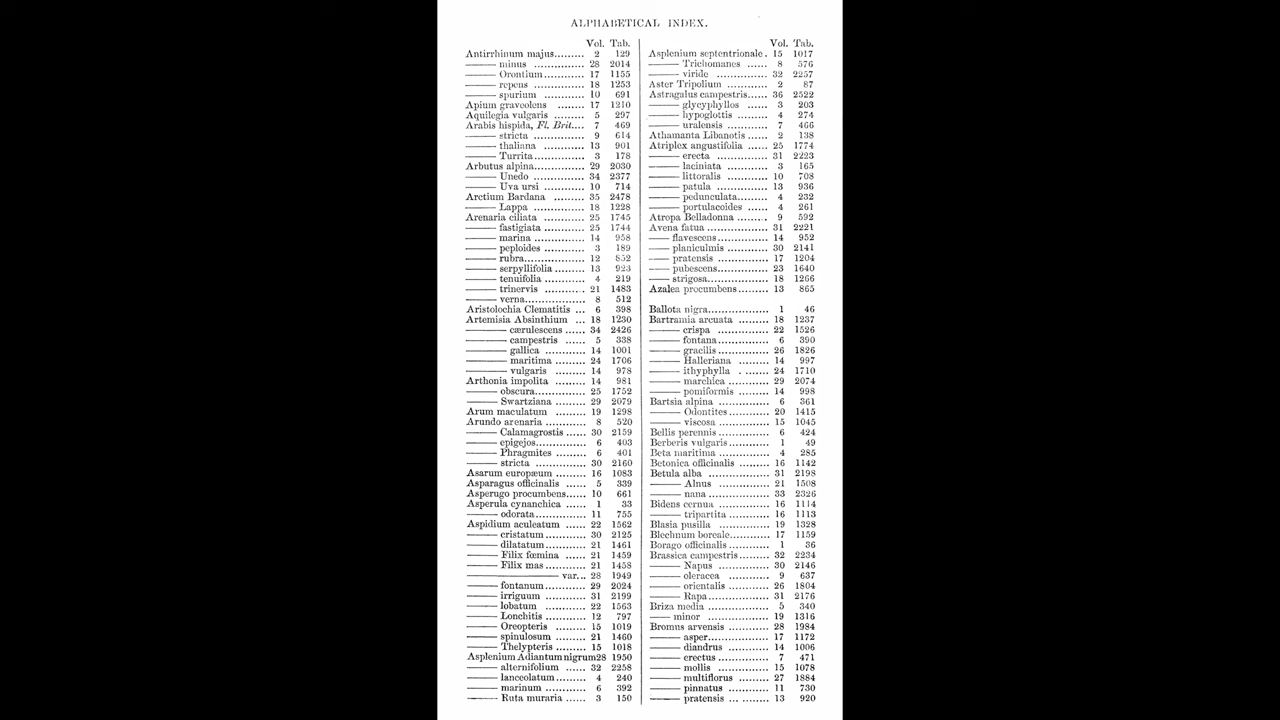 ALPHABETICAL INDEX.
Vol. Tab.
Antirrhinum majus......... 2 129
——— minus ............... 28 2014
——— Orontium............ 17 1155
——— repens ............... 18 1253
——— spurium ............ 10 691
Apium graveolens ........ 17 1210
Aquilegia vulgaris ......... 5 297
Arabis hispida, Fl. Brit.... 7 469
——— stricta ............... 9 614
——— thaliana ............ 13 901
——— Turrita............... 3 178
Arbutus alpina............... 29 2030
——— Unedo ............... 34 2377
——— Uva ursi ............ 10 714
Arctium Bardana ......... 35 2478
——— Lappa ............... 18 1228
Arenaria ciliata ............ 25 1745
——— fastigiata ............ 25 1744
——— marina ............... 14 958
——— peploides ............ 3 189
——— rubra.................. 12 852
——— serpyllifolia ......... 13 923
——— tenuifolia ............ 4 219
——— trinervis ............ 21 1483
——— verna.................. 8 512
Aristolochia Clematitis ... 6 398
Artemisia Absinthium ... 18 1230
——— cærulescens ...... 34 2426
——— campestris ...... 5 338
——— gallica ............ 14 1001
——— maritima ......... 24 1706
——— vulgaris ......... 14 978
Arthonia impolita ......... 14 981
——— obscura............... 25 1752
——— Swartziana ......... 29 2079
Arum maculatum ......... 19 1298
Arundo arenaria ............ 8 520
——— Calamagrostis ...... 30 2159
——— epigejos............... 6 403
——— Phragmites ......... 6 401
——— stricta ............... 30 2160
Asarum europæum ......... 16 1083
Asparagus officinalis ...... 5 339
Asperugo procumbens...... 10 661
Asperula cynanchica ...... 1 33
——— odorata............... 11 755
Aspidium aculeatum ...... 22 1562
——— cristatum ............ 30 2125
——— dilatatum ............ 21 1461
——— Filix fœmina ...... 21 1459
——— Filix mas ............ 21 1458
——— var... 28 1949
——— fontanum ............ 29 2024
——— irriguum ............ 31 2199
——— lobatum ............ 22 1563
——— Lonchitis ............ 12 797
——— Oreopteris ......... 15 1019
——— spinulosum ......... 21 1460
——— Thelypteris ......... 15 1018
Asplenium Adiantum nigrum28 1950
——— alternifolium ...... 32 2258
——— lanceolatum......... 4 240
——— marinum ............ 6 392
——— Ruta muraria ...... 3 150
Vol. Tab.
Asplenium septentrionale . 15 1017
——— Trichomanes ...... 8 576
——— viride ............... 32 2257
Aster Tripolium ............ 2 87
Astragalus campestris...... 36 2522
——— glycyphyllos ...... 3 203
——— hypoglottis ......... 4 274
——— uralensis ............ 7 466
Athamanta Libanotis ...... 2 138
Atriplex angustifolia ...... 25 1774
——— erecta ............... 31 2223
——— laciniata ............ 3 165
——— littoralis ............ 10 708
——— patula ............... 13 936
——— pedunculata......... 4 232
——— portulacoides ...... 4 261
Atropa Belladonna ......... 9 592
Avena fatua .................. 31 2221
—— flavescens............... 14 952
—— planiculmis ............ 30 2141
—— pratensis ............... 17 1204
—— pubescens............... 23 1640
—— strigosa.................. 18 1266
Azalea procumbens......... 13 865
Ballota nigra.................. 1 46
Bartramia arcuata ......... 18 1237
——— crispa ............... 22 1526
——— fontana............... 6 390
——— gracilis ............... 26 1826
——— Halleriana ......... 14 997
——— ithyphylla . ...... 24 1710
——— marchica ............ 29 2074
——— pomiformis ......... 14 998
Bartsia alpina ............... 6 361
——— Odontites ............ 20 1415
——— viscosa ............... 15 1045
Bellis perennis ............... 6 424
Berberis vulgaris ............ 1 49
Beta maritima ............... 4 285
Betonica officinalis ......... 16 1142
Betula alba .................. 31 2198
——— Alnus ............... 21 1508
——— nana .................. 33 2326
Bidens cernua ............... 16 1114
——— tripartita ............ 16 1113
Blasia pusilla ............... 19 1328
Blechnum boreale............ 17 1159
Borago officinalis ............ 1 36
Brassica campestris......... 32 2234
——— Napus ............... 30 2146
——— oleracea ............ 9 637
——— orientalis ............ 26 1804
——— Rapa.................. 31 2176
Briza media .................. 5 340
—— minor .................. 19 1316
Bromus arvensis ............ 28 1984
——— asper.................. 17 1172
——— diandrus ............ 14 1006
——— erectus ............... 7 471
——— mollis ............... 15 1078
——— multiflorus ......... 27 1884
——— pinnatus ............ 11 730
——— pratensis ... ......... 13 920